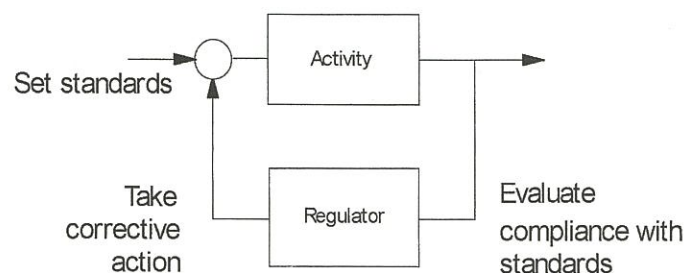 Activity
Set standards
Regulator
Take
corrective
action
Evaluate
compliance with
standards